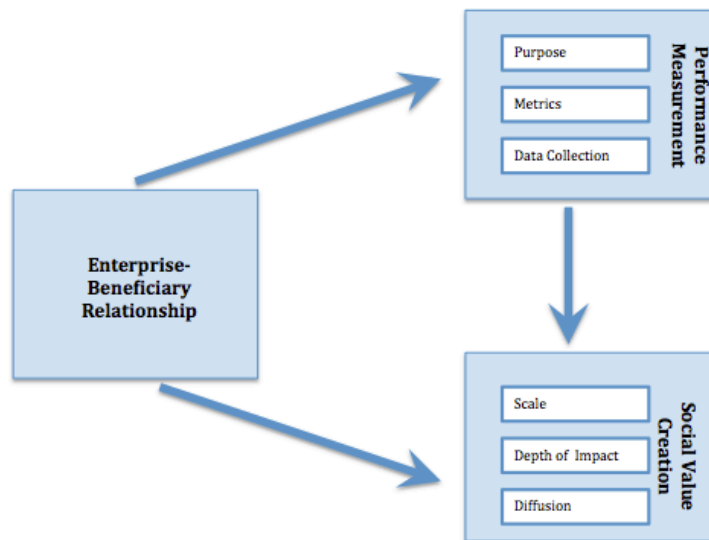 Purpose
Metrics
Data Collection
Performance
Measurement
Enterprise-
Beneficiary
Relationship
Scale
Depth of Impact
Diffusion
Social Value
Creation